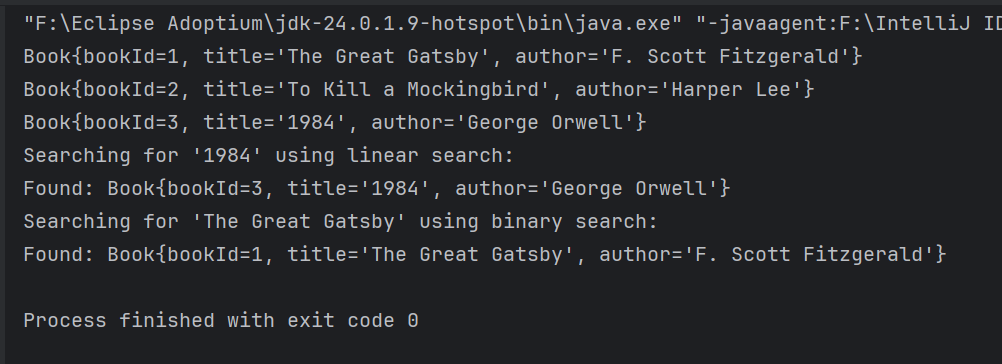 "F:\Eclipse Adoptium\jdk-24.0.1.9-hotspot\bin\java.exe" "-javaagent:F:\IntelliJ ID
Book{bookId=1, title='The Great Gatsby', author='F. Scott Fitzgerald'}
Book{bookId=2, title='To Kill a Mockingbird', author='Harper Lee'}
Book{bookId=3, title='1984', author='George Orwell'}
Searching for '1984' using linear search:
Found: Book{bookId=3, title='1984', author='George Orwell'}
Searching for 'The Great Gatsby' using binary search:
Found: Book{bookId=1, title='The Great Gatsby', author='F. Scott Fitzgerald'}
Process finished with exit code 0